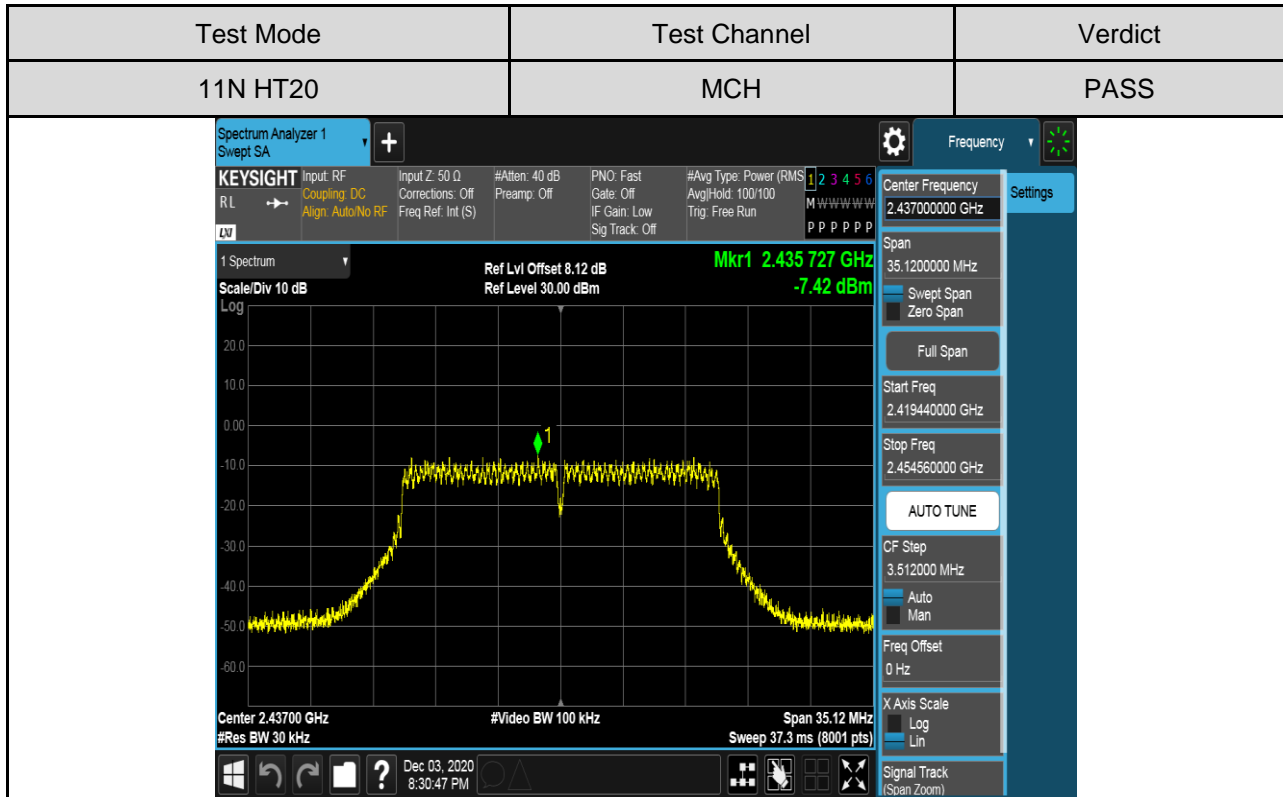 Test Mode Test Channel Verdict
11N HT20 MCH PASS
Spectrum Analyzer 1
Swept SA
Frequency
KEYSIGHT
RL
LXI
Input: RF
Coupling: DC
Align: Auto/No RF
Input Z: 50 Ω
Corrections: Off
Freq Ref: Int (S)
#Atten: 40 dB
Preamp: Off
PNO: Fast
Gate: Off
IF Gain: Low
Sig Track: Off
#Avg Type: Power (RMS
Avg|Hold: 100/100
Trig: Free Run
1 2 3 4 5 6
M W W W W W
P P P P P P
1 Spectrum
Scale/Div 10 dB
Ref Lvl Offset 8.12 dB
Ref Level 30.00 dBm
Mkr1 2.435 727 GHz
-7.42 dBm
Log
20.0
10.0
0.00
-10.0
-20.0
-30.0
-40.0
-50.0
-60.0
1
Center 2.43700 GHz
#Res BW 30 kHz
#Video BW 100 kHz
Span 35.12 MHz
Sweep 37.3 ms (8001 pts)
Dec 03, 2020
8:30:47 PM
Center Frequency
2.437000000 GHz
Span
35.1200000 MHz
Swept Span
Zero Span
Full Span
Start Freq
2.419440000 GHz
Stop Freq
2.454560000 GHz
AUTO TUNE
CF Step
3.512000 MHz
Auto
Man
Freq Offset
0 Hz
X Axis Scale
Log
Lin
Signal Track
(Span Zoom)
Settings